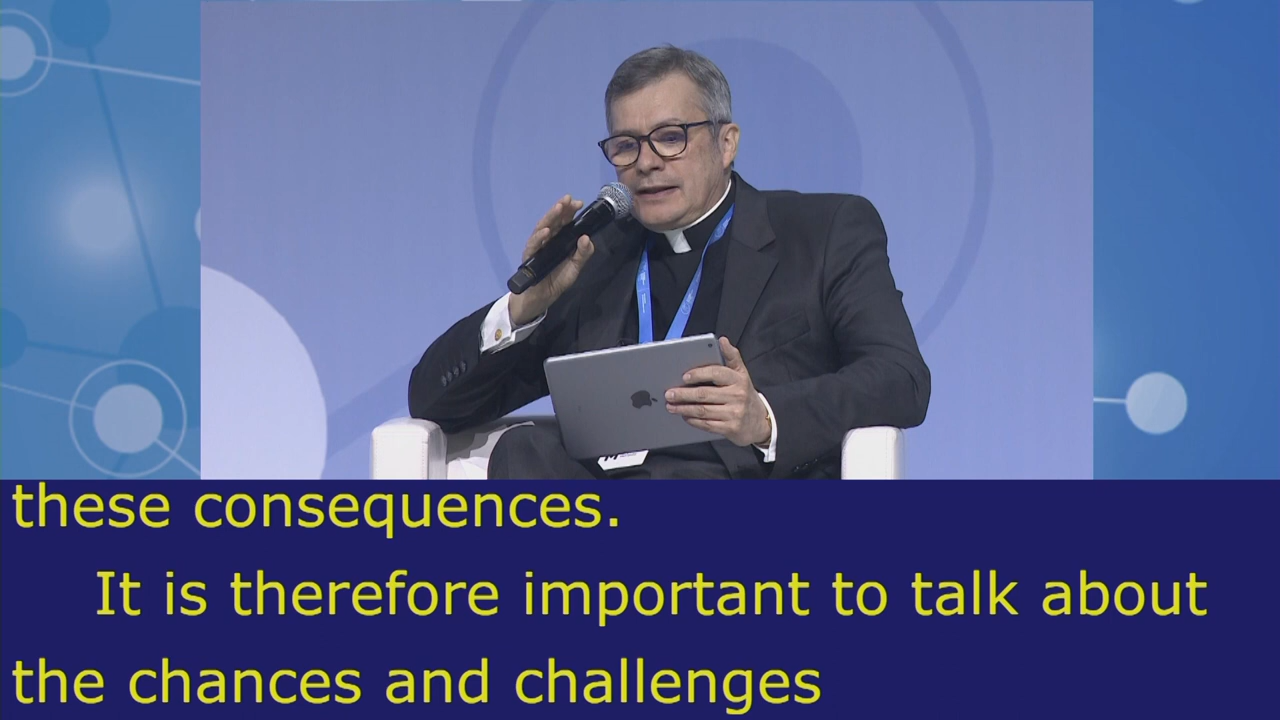 these consequences.
It is therefore important to talk about
the chances and challenges